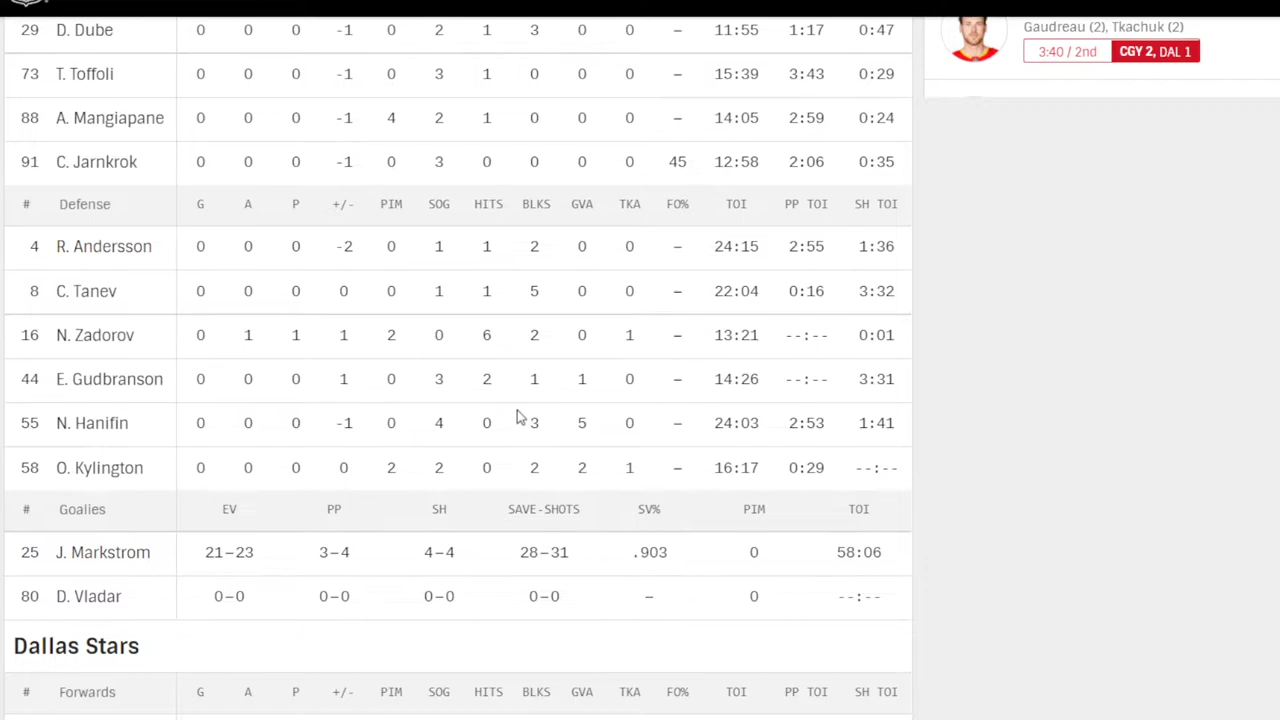 29 D. Dube 0 0 0 -1 0 2 1 3 0 0 – 11:55 1:17 0:47
Gaudreau (2), Tkachuk (2)
3:40 / 2nd CGY 2, DAL 1
73 T. Toffoli 0 0 0 -1 0 3 1 0 0 0 – 15:39 3:43 0:29
88 A. Mangiapane 0 0 0 -1 4 2 1 0 0 0 – 14:05 2:59 0:24
91 C. Jarnkrok 0 0 0 -1 0 3 0 0 0 0 45 12:58 2:06 0:35
# Defense G A P +/- PIM SOG HITS BLKS GVA TKA FO% TOI PP TOI SH TOI
4 R. Andersson 0 0 0 -2 0 1 1 2 0 0 – 24:15 2:55 1:36
8 C. Tanev 0 0 0 0 0 1 1 5 0 0 – 22:04 0:16 3:32
16 N. Zadorov 0 1 1 1 2 0 6 2 0 1 – 13:21 --:-- 0:01
44 E. Gudbranson 0 0 0 1 0 3 2 1 1 0 – 14:26 --:-- 3:31
55 N. Hanifin 0 0 0 -1 0 4 0 3 5 0 – 24:03 2:53 1:41
58 O. Kylington 0 0 0 0 2 2 0 2 2 1 – 16:17 0:29 --:--
# Goalies EV PP SH SAVE-SHOTS SV% PIM TOI
25 J. Markstrom 21–23 3–4 4–4 28–31 .903 0 58:06
80 D. Vladar 0–0 0–0 0–0 0–0 – 0 --:--
Dallas Stars
# Forwards G A P +/- PIM SOG HITS BLKS GVA TKA FO% TOI PP TOI SH TOI